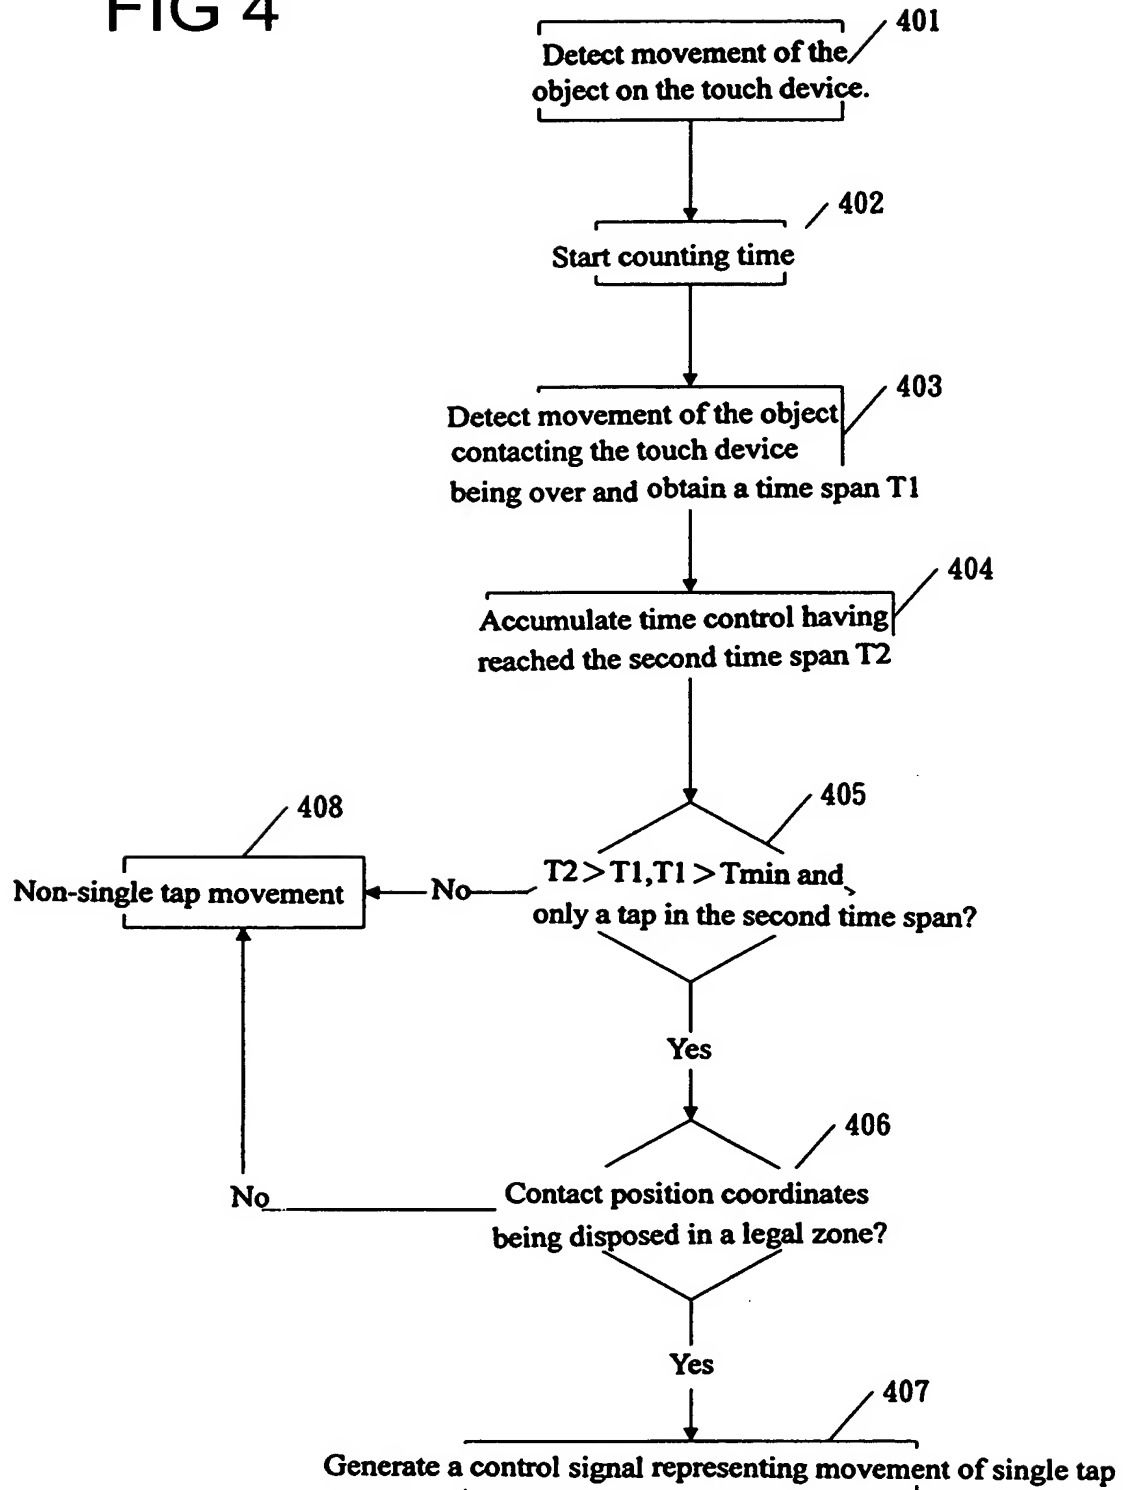 FIG 4
401
Detect movement of the
object on the touch device.
402
Start counting time
403
Detect movement of the object
contacting the touch device
being over and obtain a time span T1
404
Accumulate time control having
reached the second time span T2
405
T2>T1,T1>Tmin and
only a tap in the second time span?
408
Non-single tap movement
No
Yes
406
Contact position coordinates
being disposed in a legal zone?
No
Yes
407
Generate a control signal representing movement of single tap